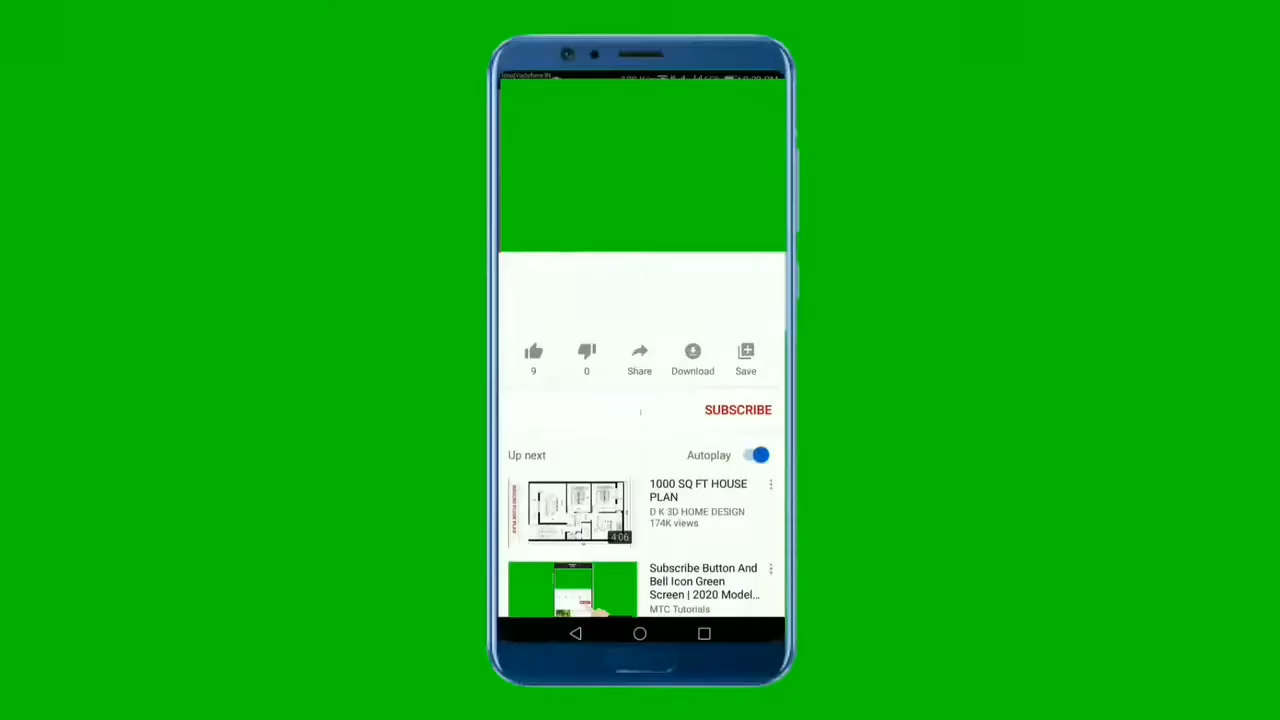 9
0
Share
Download
Save
SUBSCRIBE
Up next
Autoplay
1000 SQ FT HOUSE
PLAN
D K 3D HOME DESIGN
174K views
4:06
Subscribe Button And
Bell Icon Green
Screen | 2020 Model...
MTC Tutorials